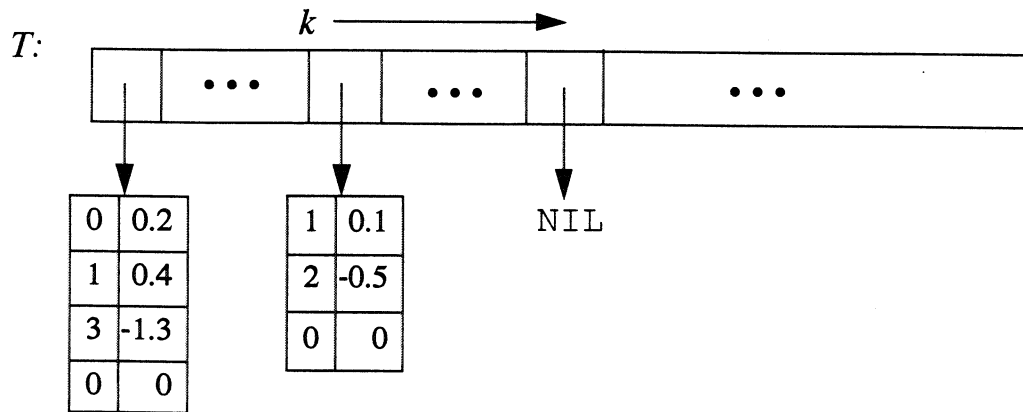 k
T:
••• ••• •••
0 0.2
1 0.4
3 -1.3
0 0
1 0.1
2 -0.5
0 0
NIL